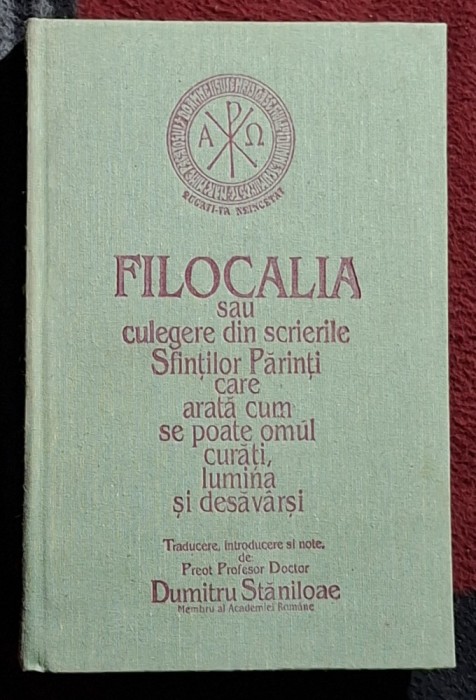 Α Ω
RUGAȚI-VĂ NEÎNCETAT
FILOCALIA
sau
culegere din scrierile
Sfinților Părinți
care
arată cum
se poate omul
curăți,
lumina
și desăvârși
Traducere, introducere si note,
de
Preot Profesor Doctor
Dumitru Stăniloae
Membru al Academiei Române